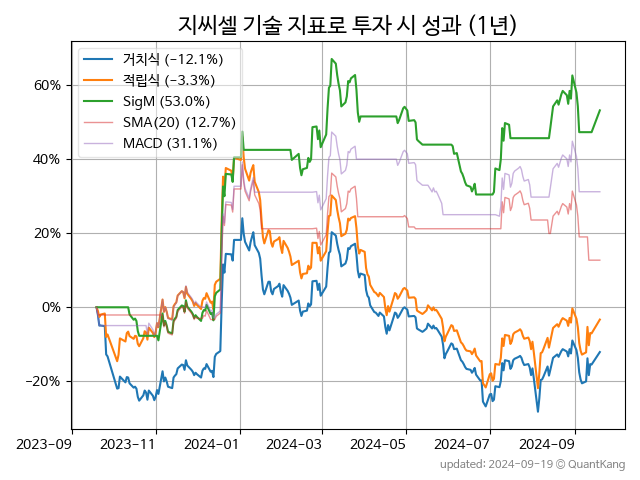 지씨셀 기술 지표로 투자 시 성과 (1년)
거치식 (-12.1%)
적립식 (-3.3%)
SigM (53.0%)
SMA(20) (12.7%)
MACD (31.1%)
60%
40%
20%
0%
−20%
2023-09 2023-11 2024-01 2024-03 2024-05 2024-07 2024-09
updated: 2024-09-19 © QuantKang